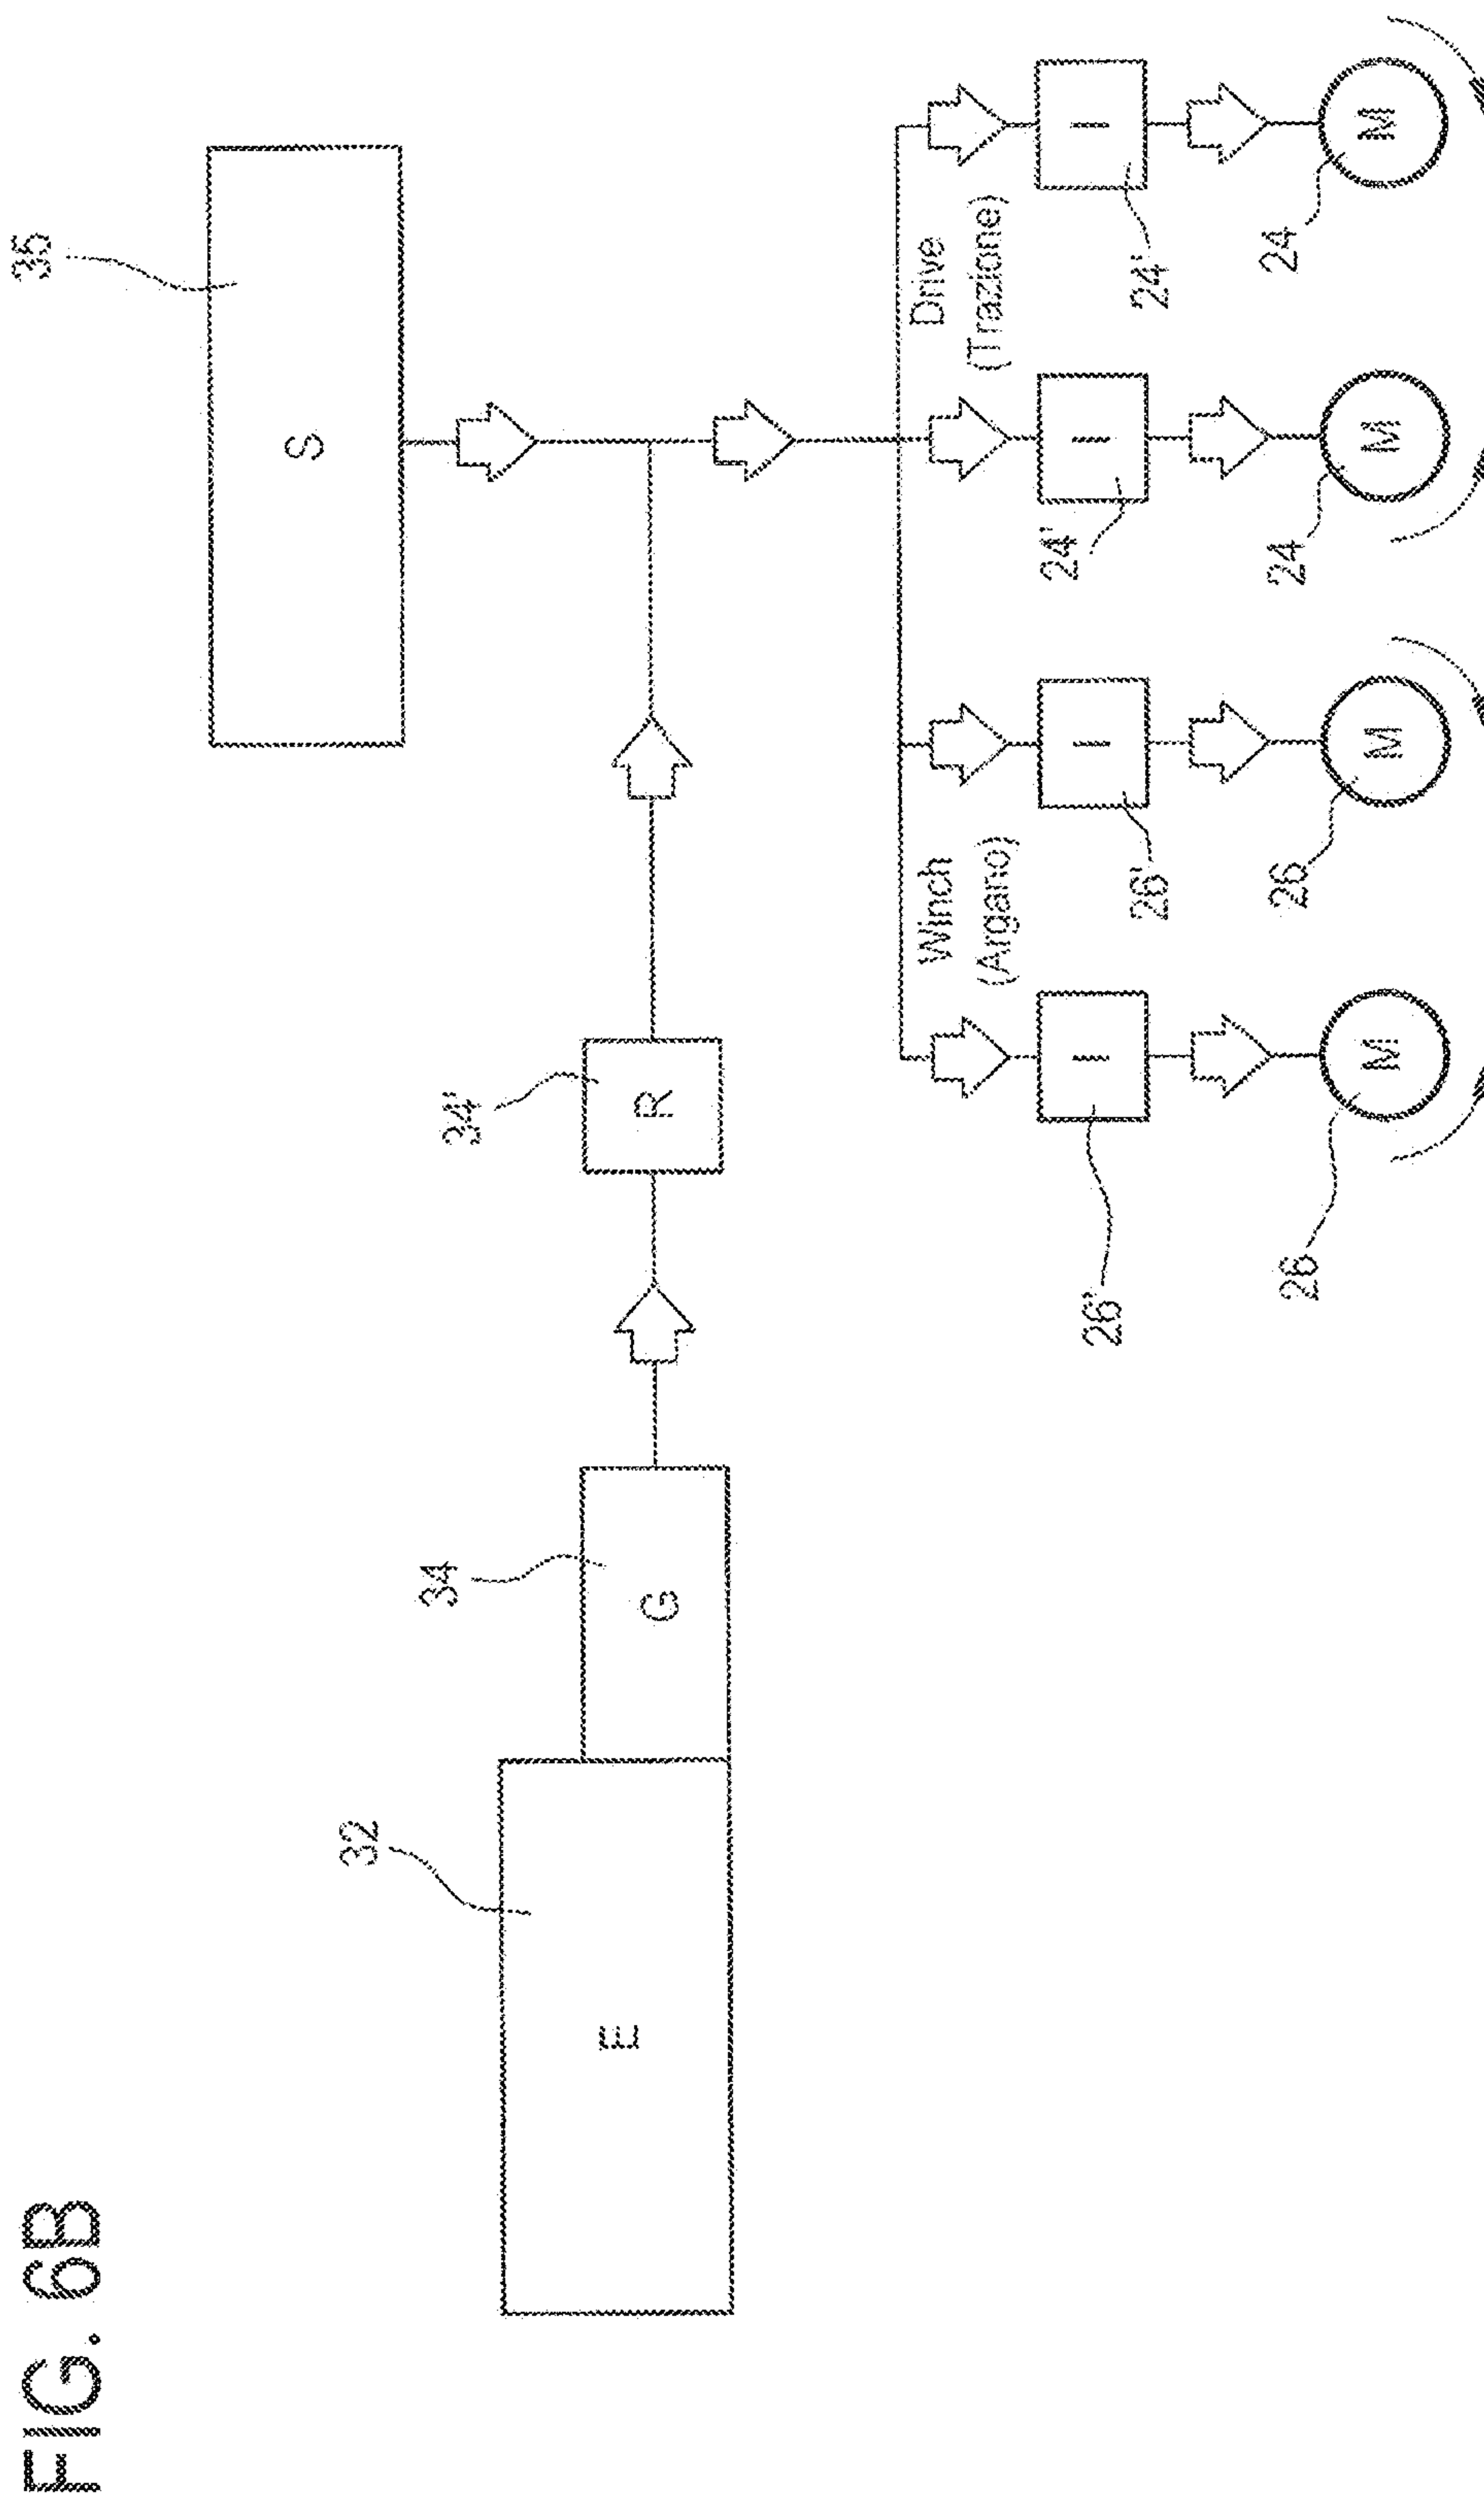 FIG. 6B
35
S
32
34
34'
E
G
R
Winch
(Argano)
Drive
(Trazione)
I
I
I
I
26'
26'
24'
24'
26
26
24
24
M
M
M
M